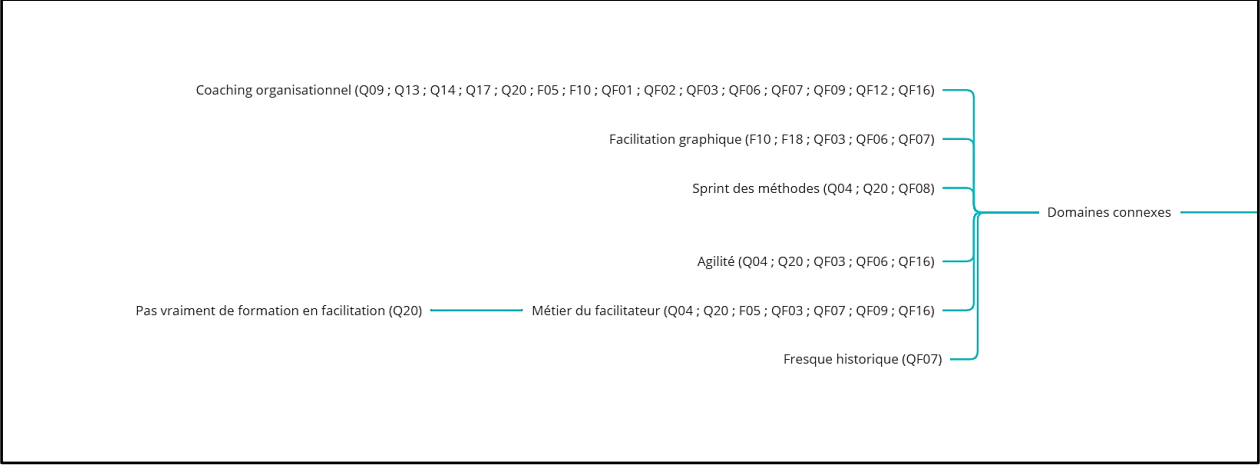 Coaching organisationnel (Q09 ; Q13 ; Q14 ; Q17 ; Q20 ; F05 ; F10 ; QF01 ; QF02 ; QF03 ; QF06 ; QF07 ; QF09 ; QF12 ; QF16)
Facilitation graphique (F10 ; F18 ; QF03 ; QF06 ; QF07)
Sprint des méthodes (Q04 ; Q20 ; QF08)
Domaines connexes
Agilité (Q04 ; Q20 ; QF03 ; QF06 ; QF16)
Pas vraiment de formation en facilitation (Q20)
Métier du facilitateur (Q04 ; Q20 ; F05 ; QF03 ; QF07 ; QF09 ; QF16)
Fresque historique (QF07)